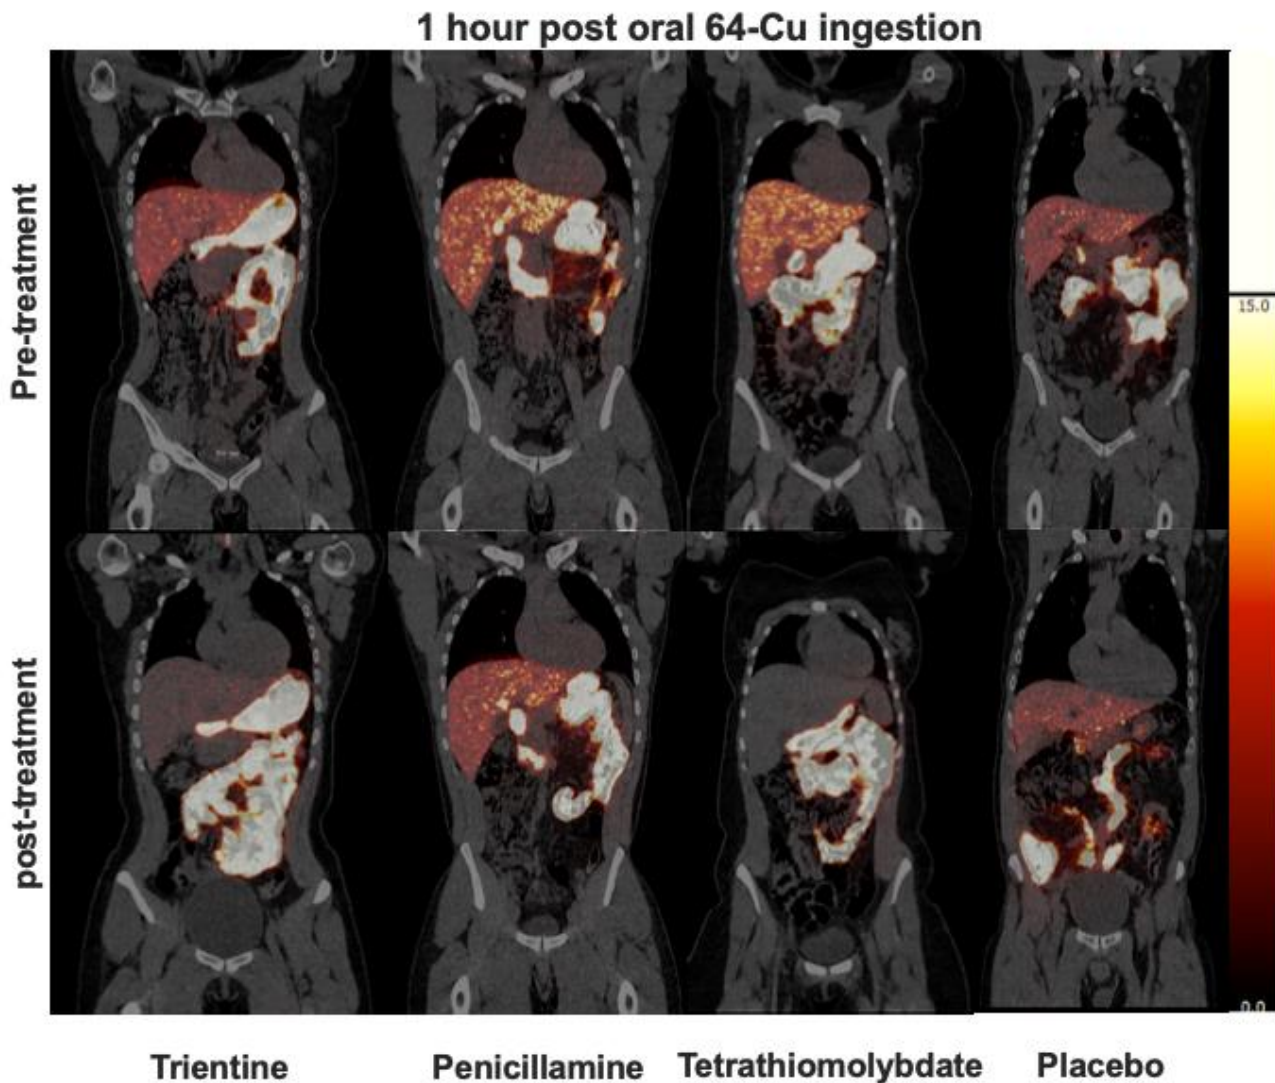 1 hour post oral 64-Cu ingestion
Pre-treatment
15.0
post-treatment
0.0
Trientine
Penicillamine
Tetrathiomolybdate
Placebo